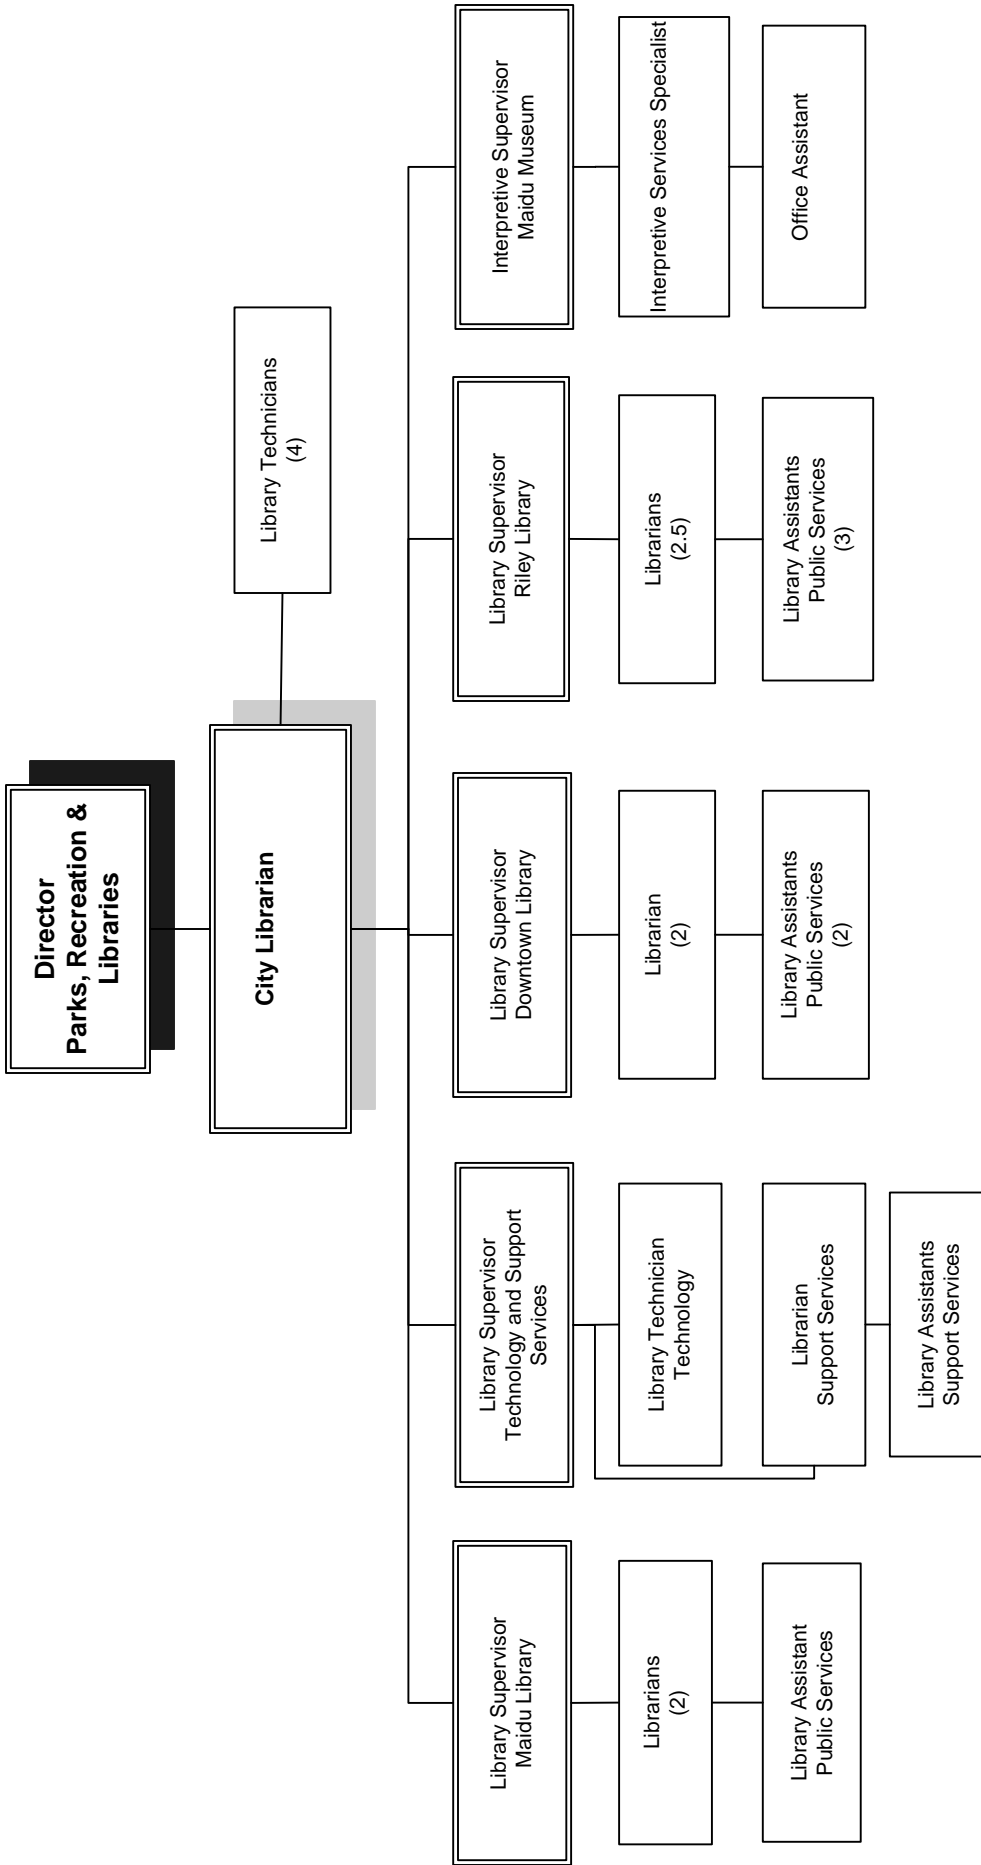 Director
Parks, Recreation &
Libraries
City Librarian
Library Technicians
(4)
Library Supervisor
Maidu Library
Librarians
(2)
Library Assistant
Public Services
Library Supervisor
Technology and Support
Services
Library Technician
Technology
Librarian
Support Services
Library Assistants
Support Services
Library Supervisor
Downtown Library
Librarian
(2)
Library Assistants
Public Services
(2)
Library Supervisor
Riley Library
Librarians
(2.5)
Library Assistants
Public Services
(3)
Interpretive Supervisor
Maidu Museum
Interpretive Services Specialist
Office Assistant